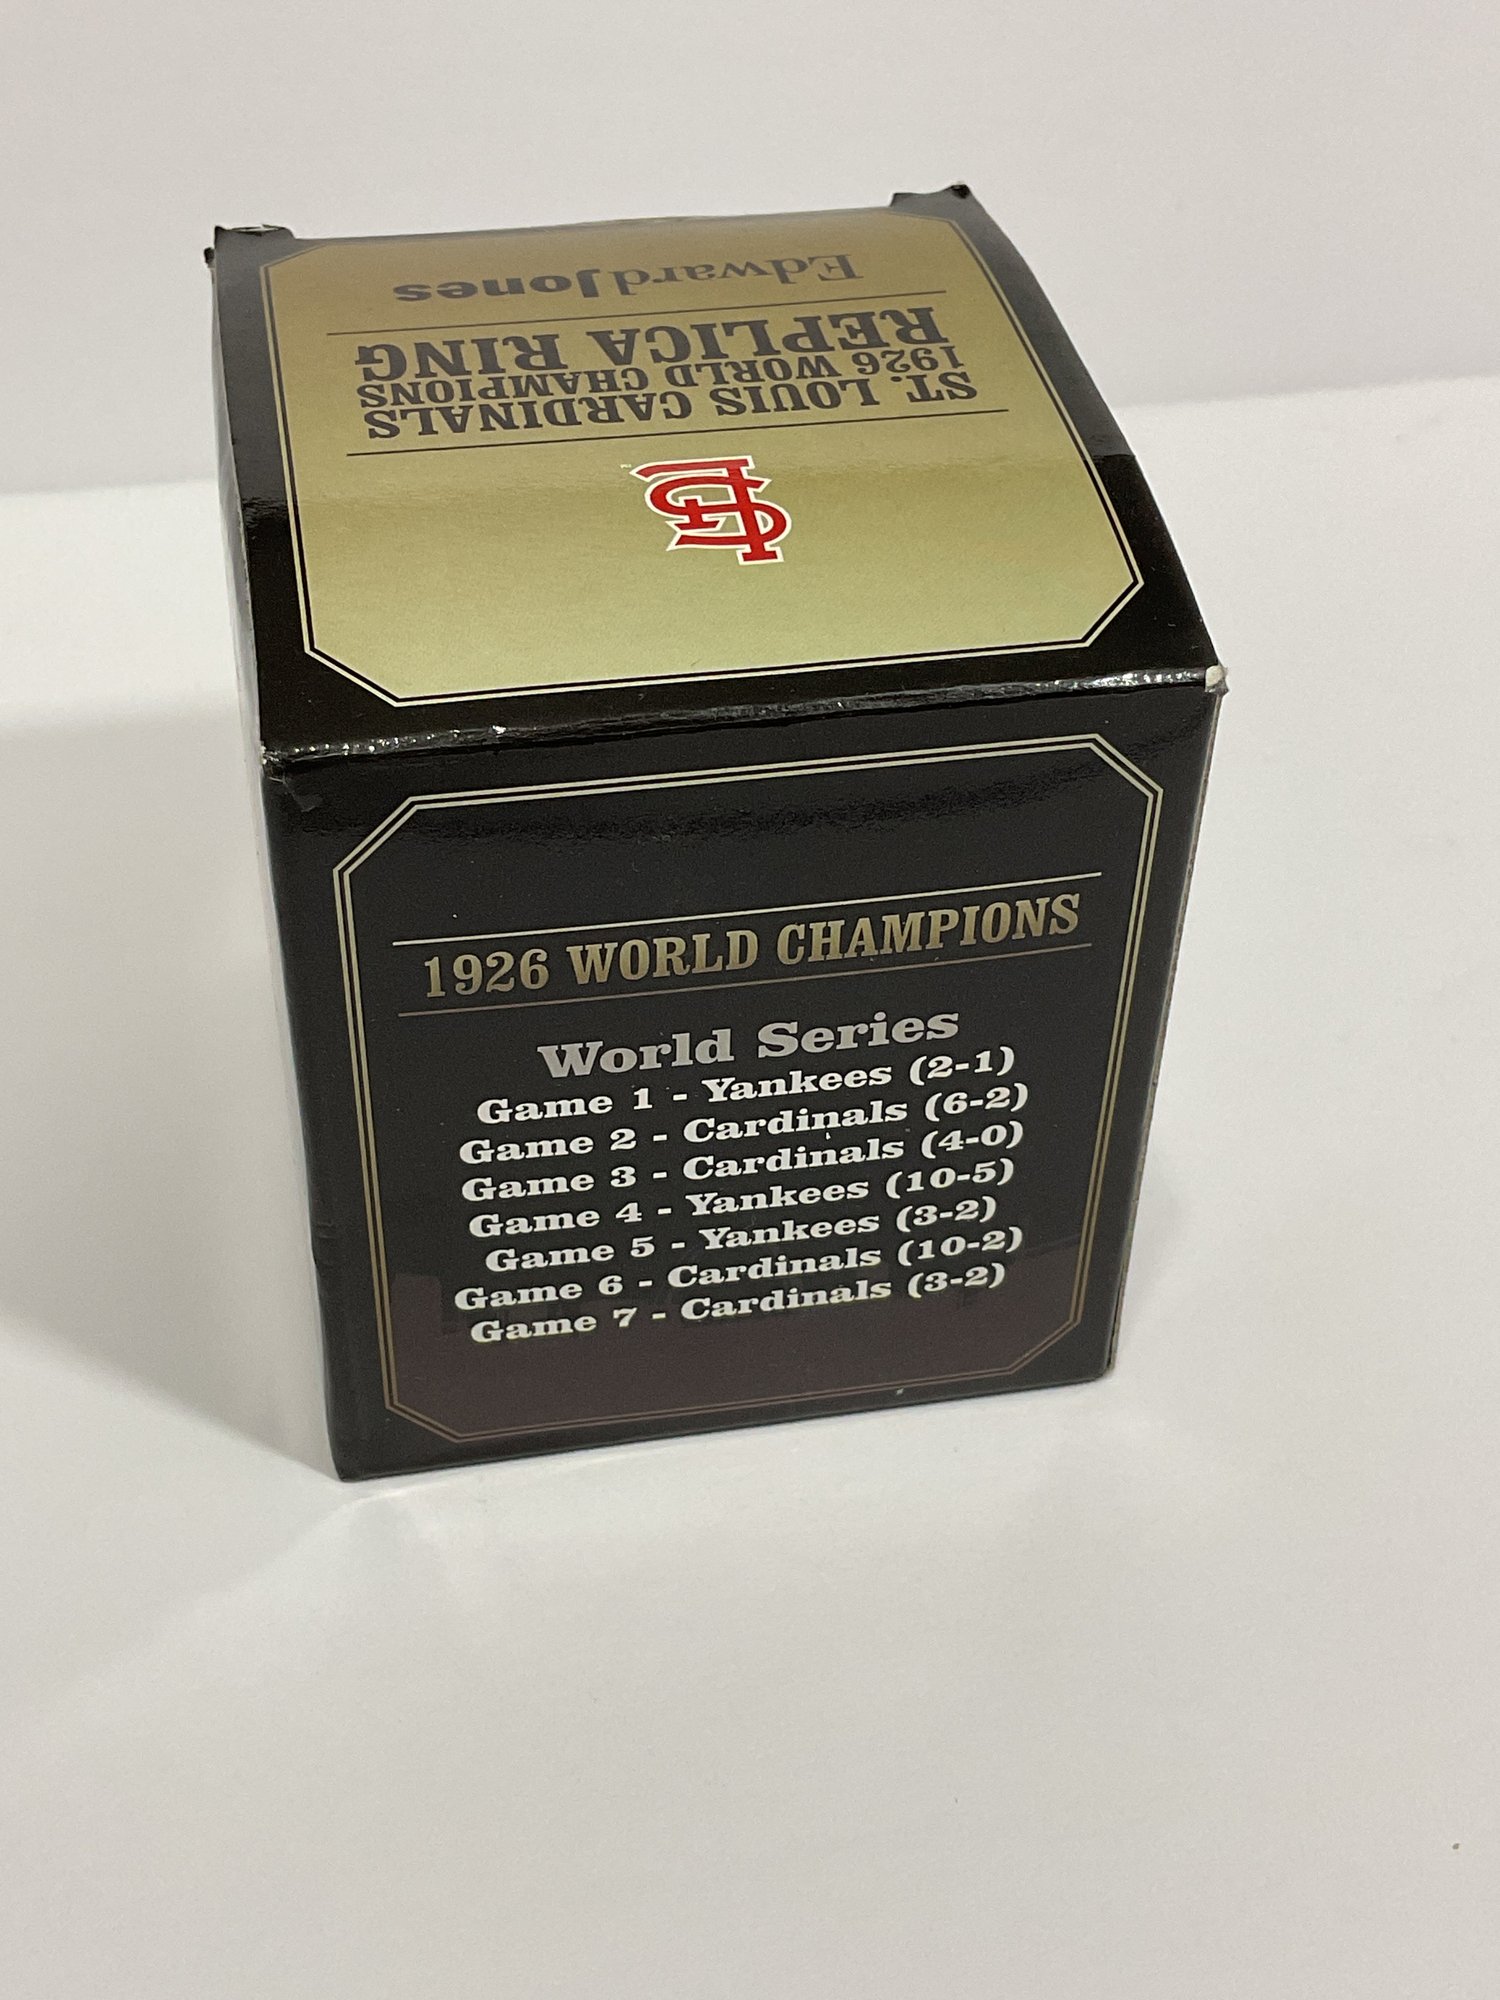 EdwardJones
ST. LOUIS CARDINALS
1926 WORLD CHAMPIONS
REPLICA RING
STL
TM
1926 WORLD CHAMPIONS
World Series
Game 1 - Yankees (2-1)
Game 2 - Cardinals (6-2)
Game 3 - Cardinals (4-0)
Game 4 - Yankees (10-5)
Game 5 - Yankees (3-2)
Game 6 - Cardinals (10-2)
Game 7 - Cardinals (3-2)